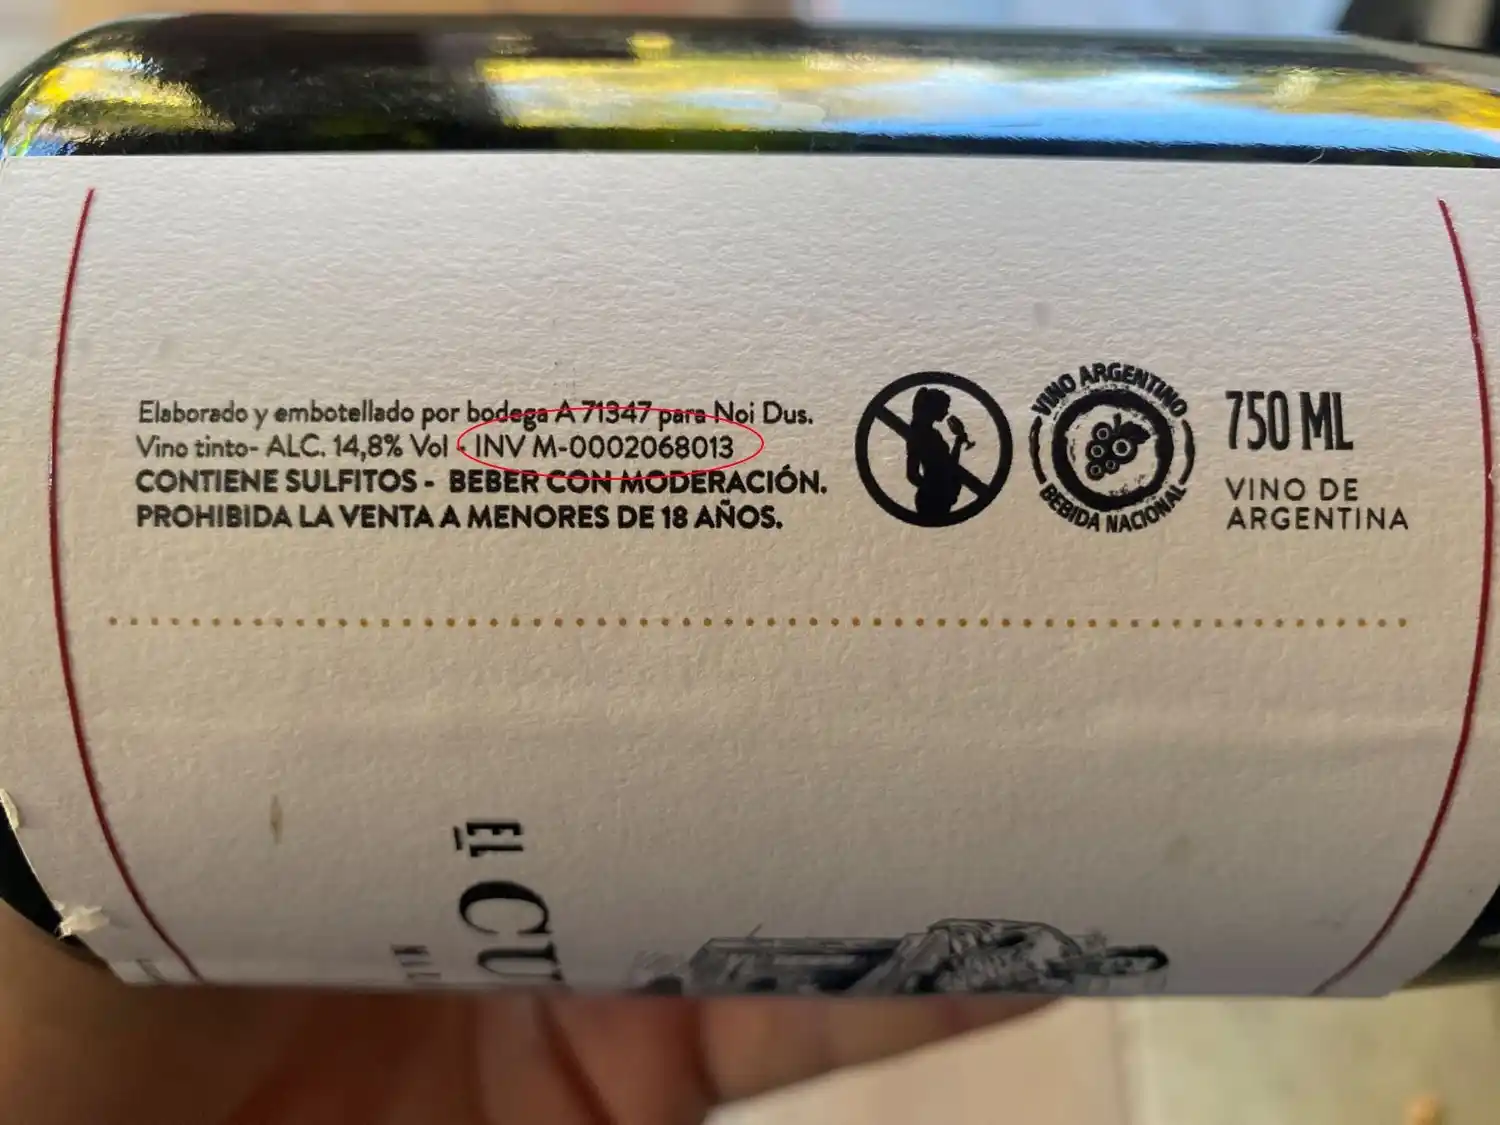 Elaborado y embotellado por bodega A 71347 para Noi Dus.
Vino tinto- ALC. 14,8% Vol - INV M-0002068013
CONTIENE SULFITOS - BEBER CON MODERACIÓN.
PROHIBIDA LA VENTA A MENORES DE 18 AÑOS.
VINO ARGENTINO
BEBIDA NACIONAL
750 ML
VINO DE
ARGENTINA
El